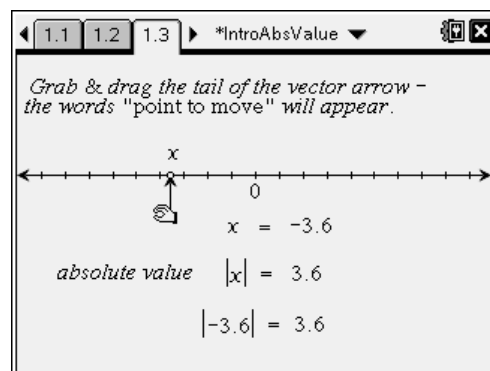 1.1 1.2 1.3 *IntroAbsValue
Grab & drag the tail of the vector arrow –
the words "point to move" will appear.
x
0
x = −3.6
absolute value |x| = 3.6
|−3.6| = 3.6